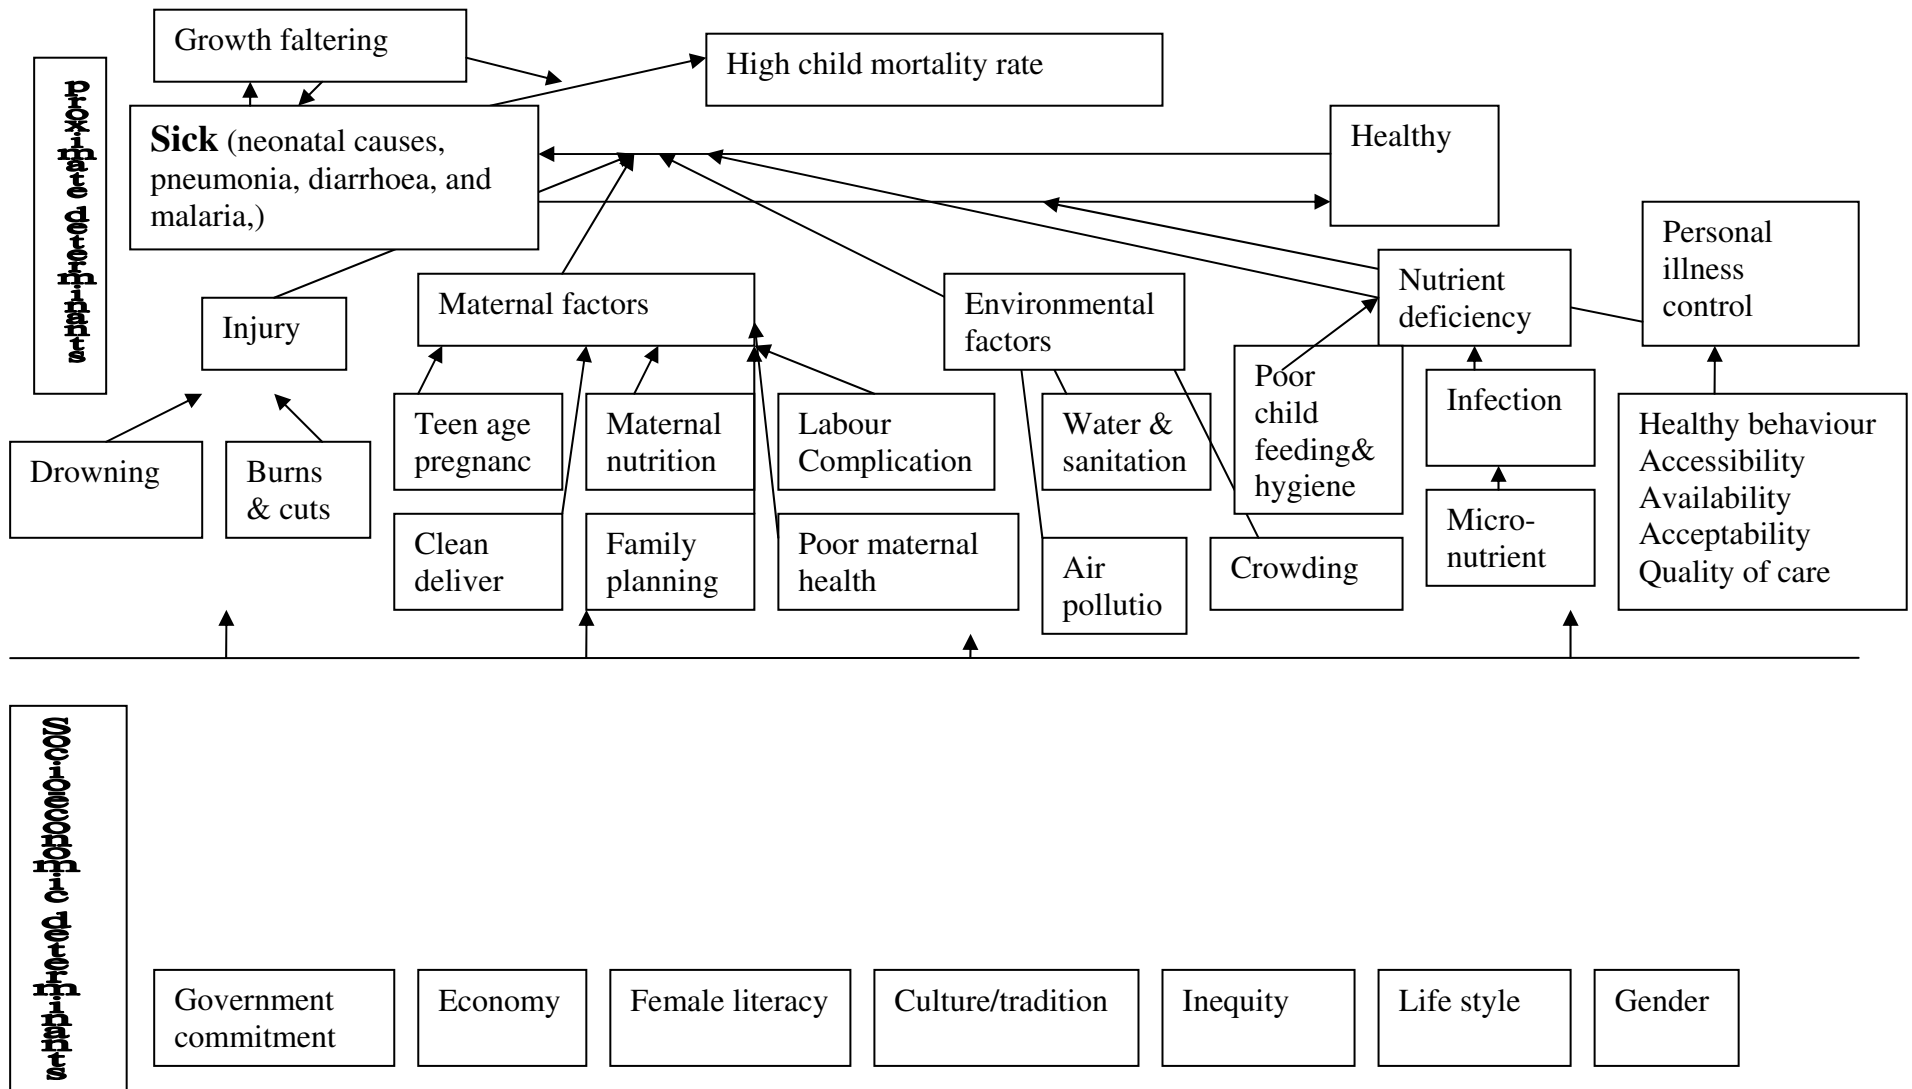 Growth faltering
High child mortality rate
proximate determinants
Sick (neonatal causes,
pneumonia, diarrhoea, and
malaria,)
Healthy
Personal
illness
control
Nutrient
deficiency
Maternal factors
Environmental
factors
Injury
Poor
child
feeding&
hygiene
Infection
Healthy behaviour
Accessibility
Availability
Acceptability
Quality of care
Teen age
pregnanc
Maternal
nutrition
Labour
Complication
Water &
sanitation
Drowning
Burns
& cuts
Micro-
nutrient
Clean
deliver
Family
planning
Poor maternal
health
Air
pollutio
Crowding
Socioeconomic determinants
Government
commitment
Economy
Female literacy
Culture/tradition
Inequity
Life style
Gender